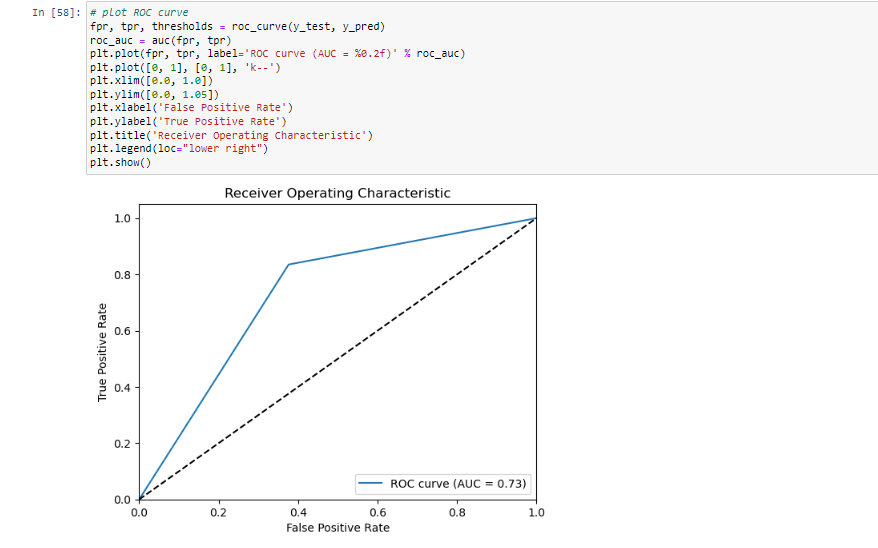 In [58]: # plot ROC curve
fpr, tpr, thresholds = roc_curve(y_test, y_pred)
roc_auc = auc(fpr, tpr)
plt.plot(fpr, tpr, label='ROC curve (AUC = %0.2f)' % roc_auc)
plt.plot([0, 1], [0, 1], 'k--')
plt.xlim([0.0, 1.0])
plt.ylim([0.0, 1.05])
plt.xlabel('False Positive Rate')
plt.ylabel('True Positive Rate')
plt.title('Receiver Operating Characteristic')
plt.legend(loc="lower right")
plt.show()
Receiver Operating Characteristic
1.0
0.8
0.6
0.4
0.2
0.0
True Positive Rate
ROC curve (AUC = 0.73)
0.0 0.2 0.4 0.6 0.8 1.0
False Positive Rate